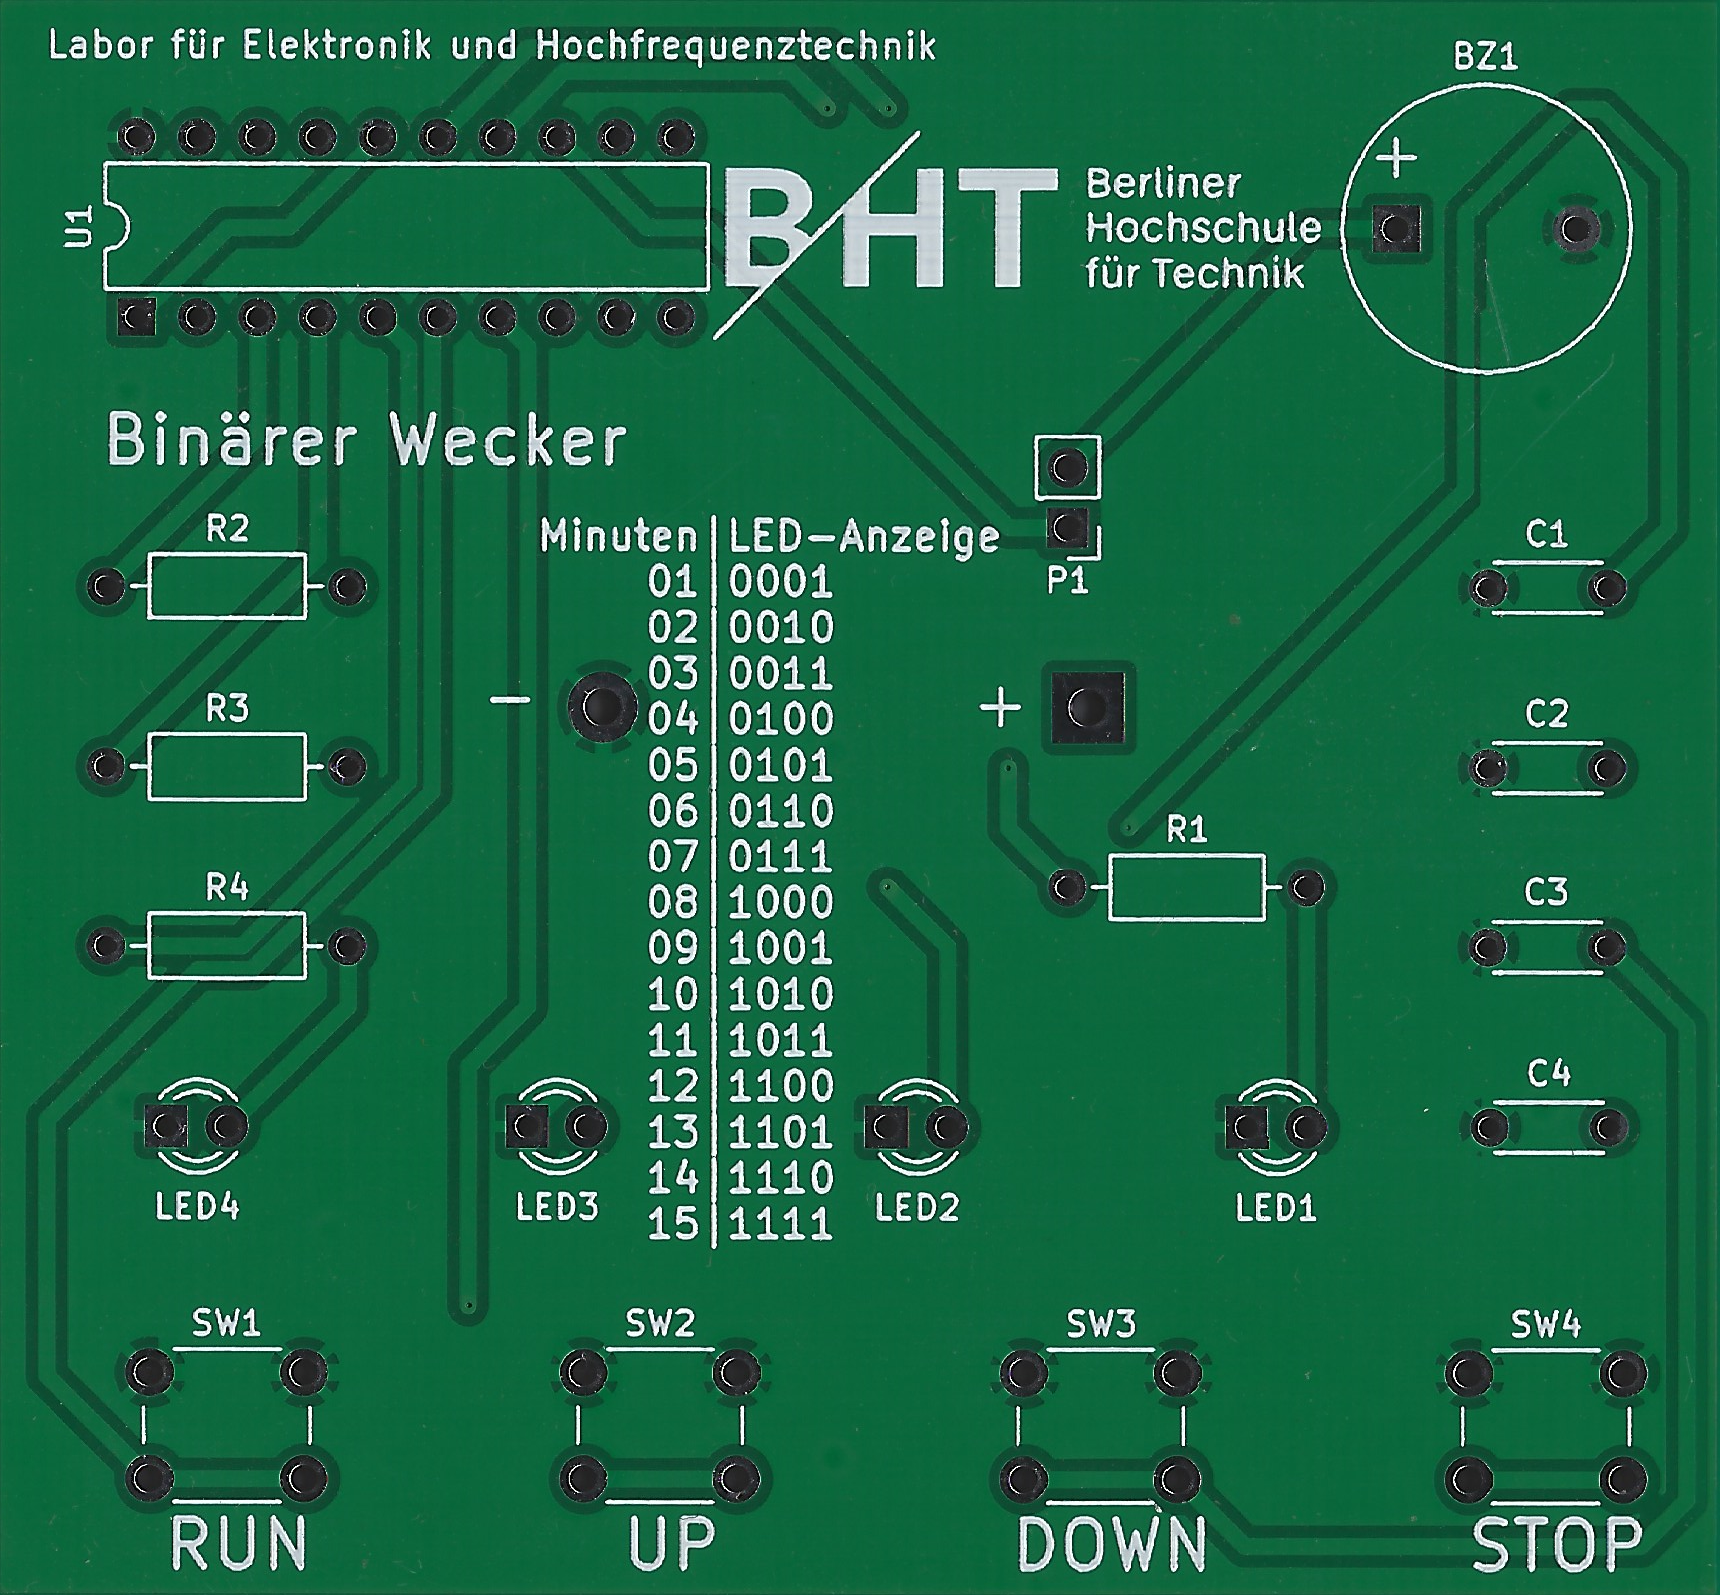 Labor für Elektronik und Hochfrequenztechnik
BZ1
+
U1
B/HT
Berliner
Hochschule
für Technik
Binärer Wecker
R2
Minuten LED-Anzeige
01 0001
02 0010
03 0011
04 0100
05 0101
06 0110
07 0111
08 1000
09 1001
10 1010
11 1011
12 1100
13 1101
14 1110
15 1111
P1
C1
R3
-
+
C2
R1
R4
C3
C4
LED4
LED3
LED2
LED1
SW1
SW2
SW3
SW4
RUN
UP
DOWN
STOP